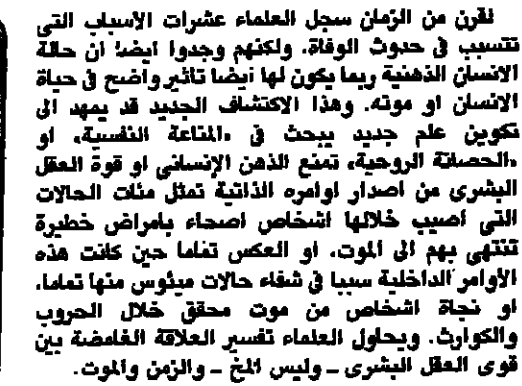 لقرن من الزمان سجل العلماء عشرات الاسباب التى
تتسبب فى حدوث الوفاة. ولكنهم وجدوا ايضا ان حالة
الانسان الذهنية ربما يكون لها ايضا تاثير واضح فى حياة
الانسان او موته. وهذا الاكتشاف الجديد قد يمهد الى
تكوين علم جديد يبحث فى «المناعة النفسية، او
«الحصانة الروحية، تمنع الذهن الإنسانى او قوة العقل
البشرى من اصدار اوامره الذاتية تمثل مئات الحالات
التى اصيب خلالها اشخاص اصحاء بامراض خطيرة
تنتهى بهم الى الموت. او العكس تماما حين كانت هذه
الأوامر الداخلية سببا فى شفاء حالات ميئوس منها تماما.
او نجاة اشخاص من موت محقق خلال الحروب
والكوارث. ويحاول العلماء تفسير العلاقة الغامضة بين
قوى العقل البشرى ــ وليس المخ ــ والزمن والموت.